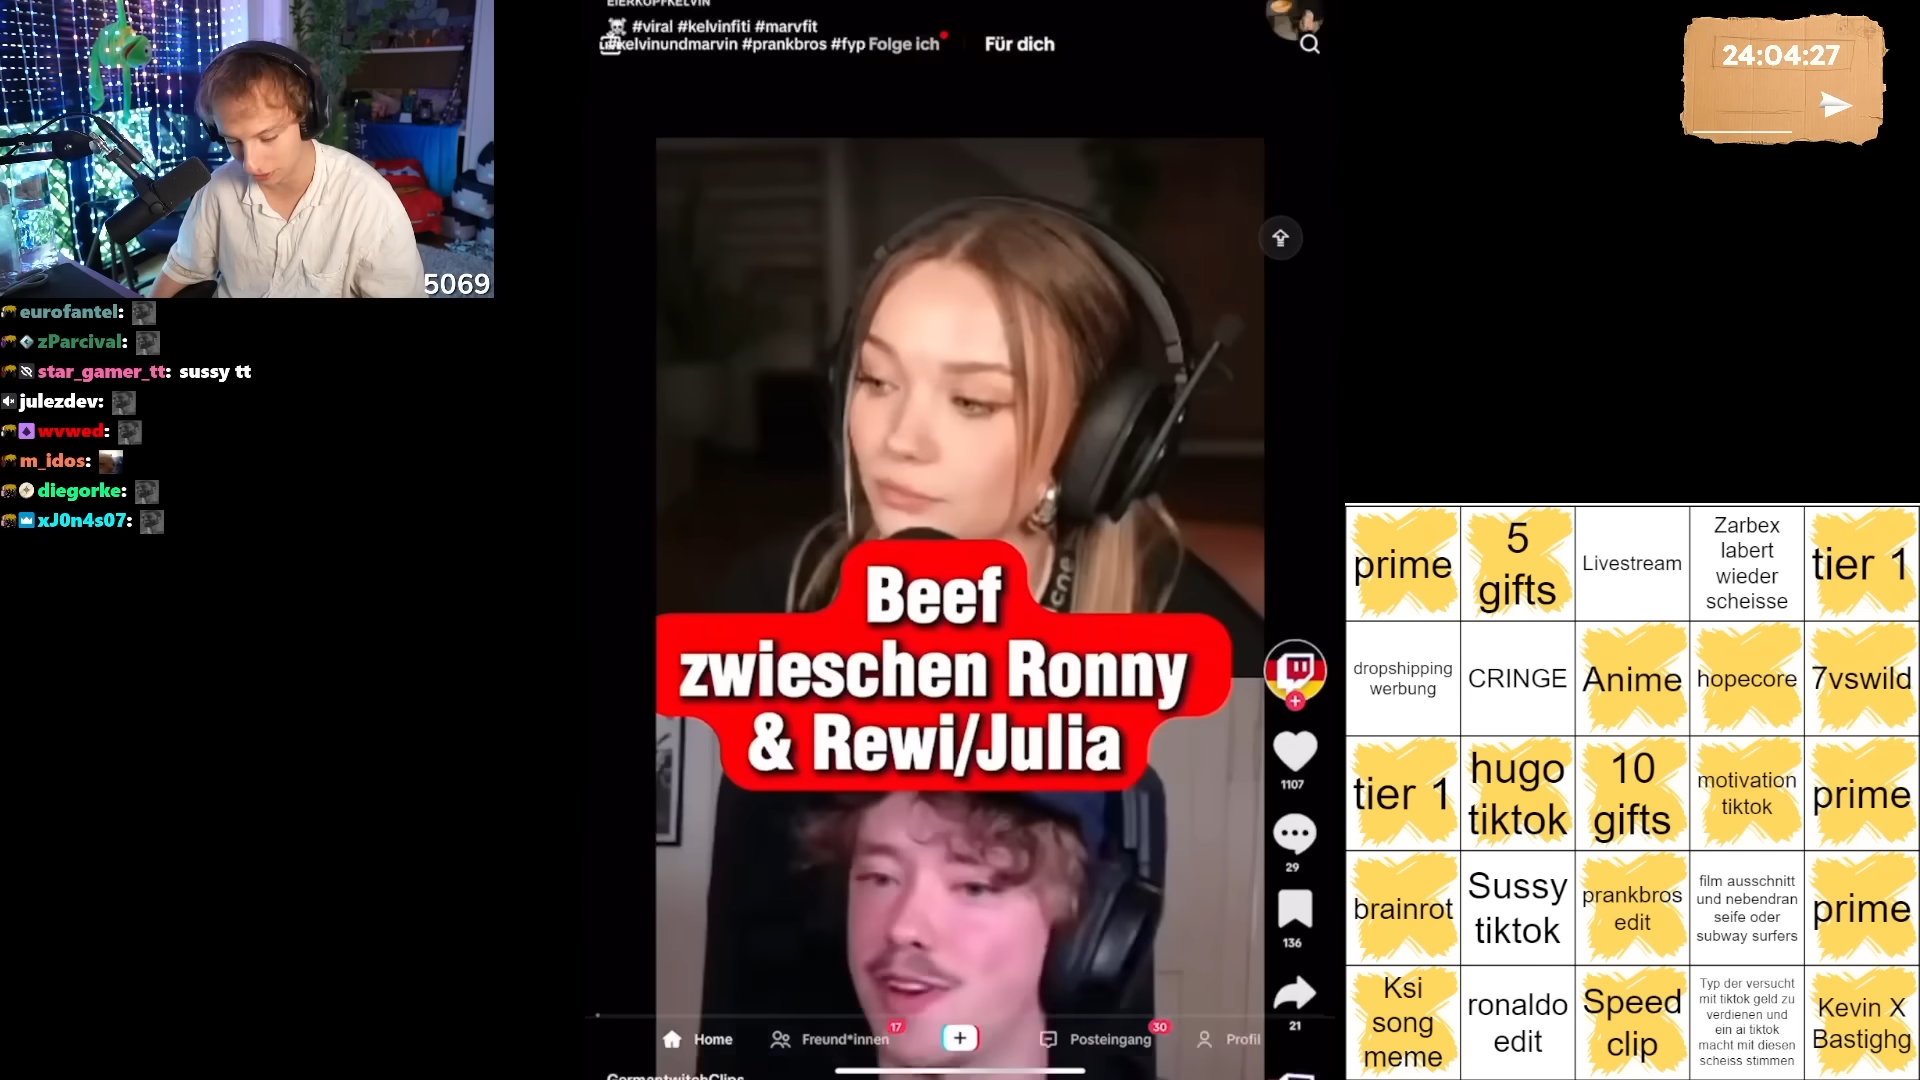 #viral #kelvinfiti #marvfit
#kelvinundmarvin #prankbros #fyp
Folge ich
Für dich
24:04:27
5069
eurofantel:
zParcival:
star_gamer_tt: sussy tt
julezdev:
wvwed:
m_idos:
diegorke:
xJ0n4s07:
Beef
zwieschen Ronny
& Rewi/Julia
1107
29
136
21
Home
Freund*innen
17
+
Posteingang
30
Profil
GermantwitchClips
prime
5
gifts
Livestream
Zarbex
labert
wieder
scheisse
tier 1
dropshipping
werbung
CRINGE
Anime
hopecore
7vswild
tier 1
hugo
tiktok
10
gifts
motivation
tiktok
prime
brainrot
Sussy
tiktok
prankbros
edit
film ausschnitt
und nebendran
seife oder
subway surfers
prime
Ksi
song
meme
ronaldo
edit
Speed
clip
Typ der versucht
mit tiktok geld zu
verdienen und
ein ai tiktok
macht mit diesen
scheiss stimmen
Kevin X
Bastighg